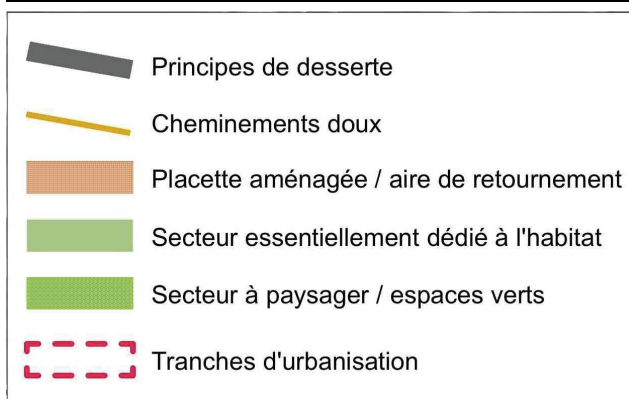 Principes de desserte
Cheminements doux
Placette aménagée / aire de retournement
Secteur essentiellement dédié à l'habitat
Secteur à paysager / espaces verts
Tranches d'urbanisation